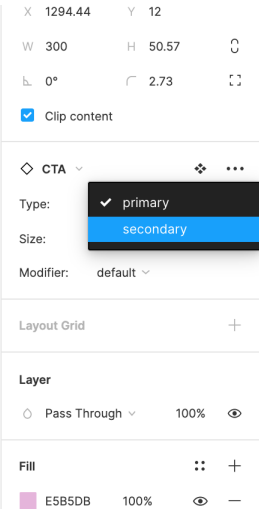 X 1294.44 Y 12
W 300 H 50.57
0° 2.73
Clip content
CTA
Type: primary
secondary
Size:
Modifier: default
Layout Grid
Layer
Pass Through 100%
Fill
E5B5DB 100%